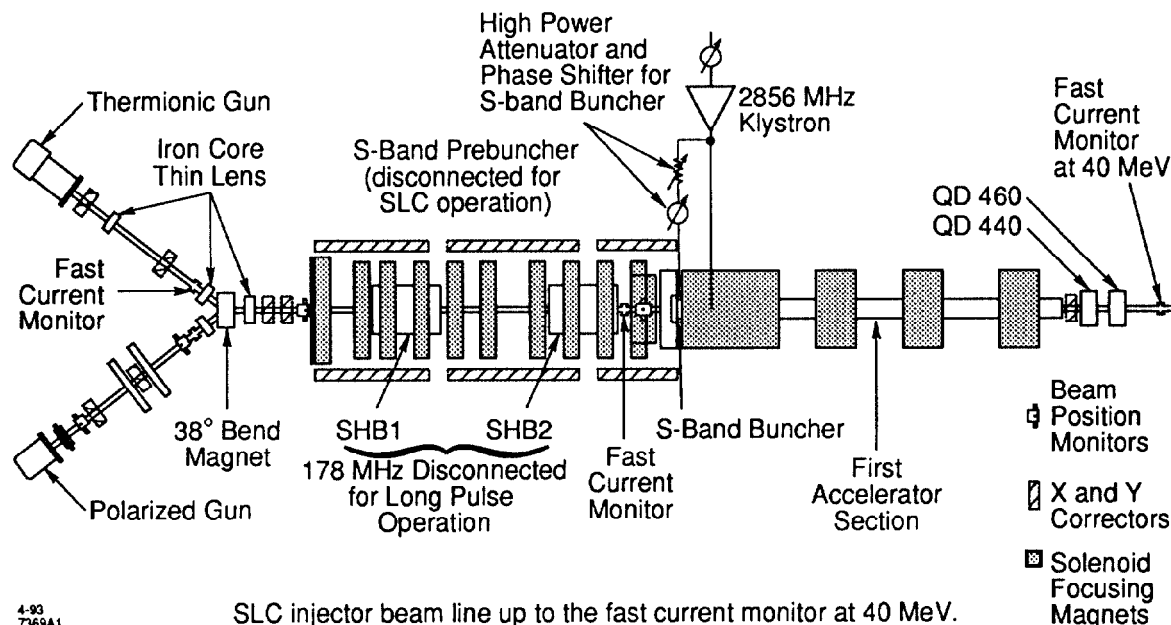 High Power
Attenuator and
Phase Shifter for
S-band Buncher
2856 MHz
Klystron
Fast
Current
Monitor
at 40 MeV
Thermionic Gun
Iron Core
Thin Lens
S-Band Prebuncher
(disconnected for
SLC operation)
QD 460
QD 440
Fast
Current
Monitor
38° Bend
Magnet
Polarized Gun
SHB1
SHB2
178 MHz Disconnected
for Long Pulse
Operation
Fast
Current
Monitor
S-Band Buncher
First
Accelerator
Section
Beam
Position
Monitors
X and Y
Correctors
Solenoid
Focusing
Magnets
4-93
7369A1
SLC injector beam line up to the fast current monitor at 40 MeV.